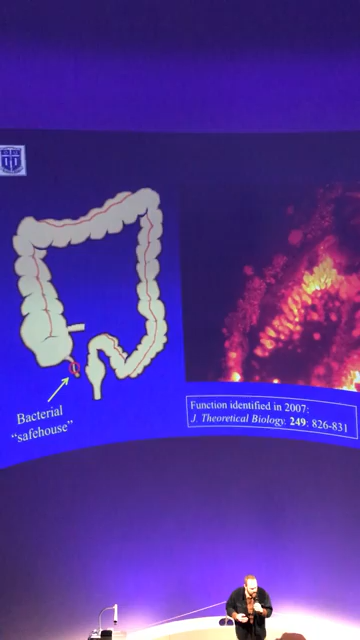 Bacterial
"safehouse"
Function identified in 2007:
J. Theoretical Biology. 249: 826-831